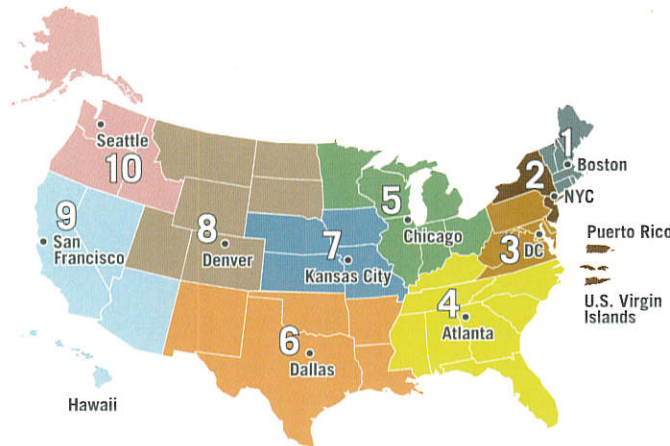 1
Boston
2
NYC
Seattle
10
9
San
Francisco
8
Denver
7
Kansas City
5
Chicago
3
DC
Puerto Rico
U.S. Virgin
Islands
4
Atlanta
6
Dallas
Hawaii